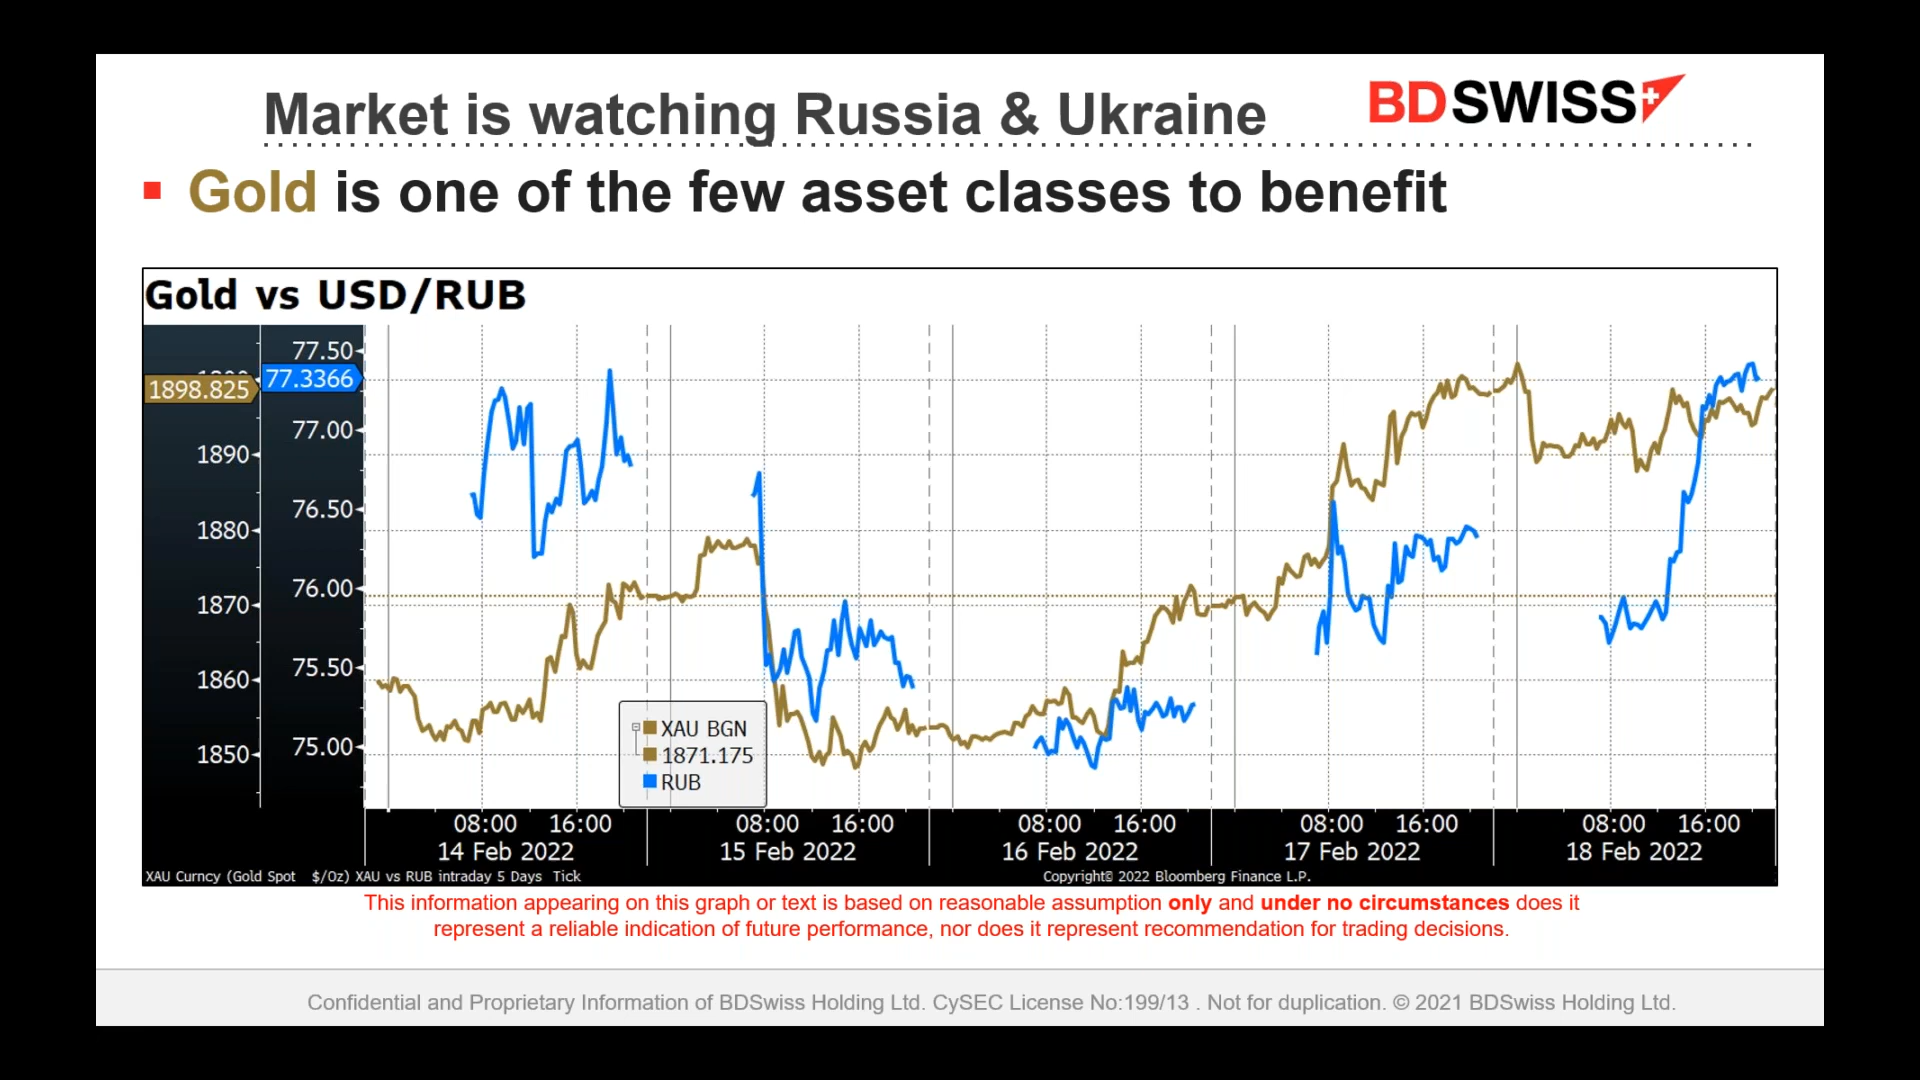 Market is watching Russia & Ukraine
BDSWISS
Gold is one of the few asset classes to benefit
Gold vs USD/RUB
77.50
1898.825
77.3366
77.00
1890
76.50
1880
76.00
1870
75.50
1860
75.00
1850
XAU BGN
1871.175
RUB
08:00 16:00 08:00 16:00 08:00 16:00 08:00 16:00 08:00 16:00
14 Feb 2022 15 Feb 2022 16 Feb 2022 17 Feb 2022 18 Feb 2022
XAU Curncy (Gold Spot $/Oz) XAU vs RUB intraday 5 Days Tick
Copyright© 2022 Bloomberg Finance L.P.
This information appearing on this graph or text is based on reasonable assumption only and under no circumstances does it
represent a reliable indication of future performance, nor does it represent recommendation for trading decisions.
Confidential and Proprietary Information of BDSwiss Holding Ltd. CySEC License No:199/13 . Not for duplication. © 2021 BDSwiss Holding Ltd.